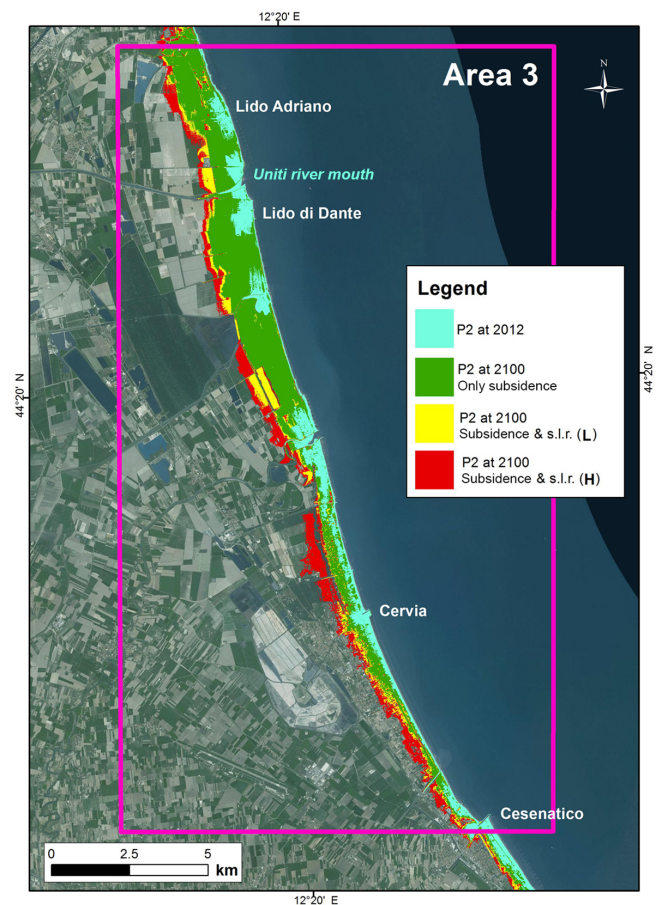 12°20' E
Area 3
N
Lido Adriano
Uniti river mouth
Lido di Dante
Legend
P2 at 2012
P2 at 2100
Only subsidence
P2 at 2100
Subsidence & s.l.r. (L)
P2 at 2100
Subsidence & s.l.r. (H)
44°20' N
44°20' N
Cervia
Cesenatico
0 2.5 5
km
12°20' E